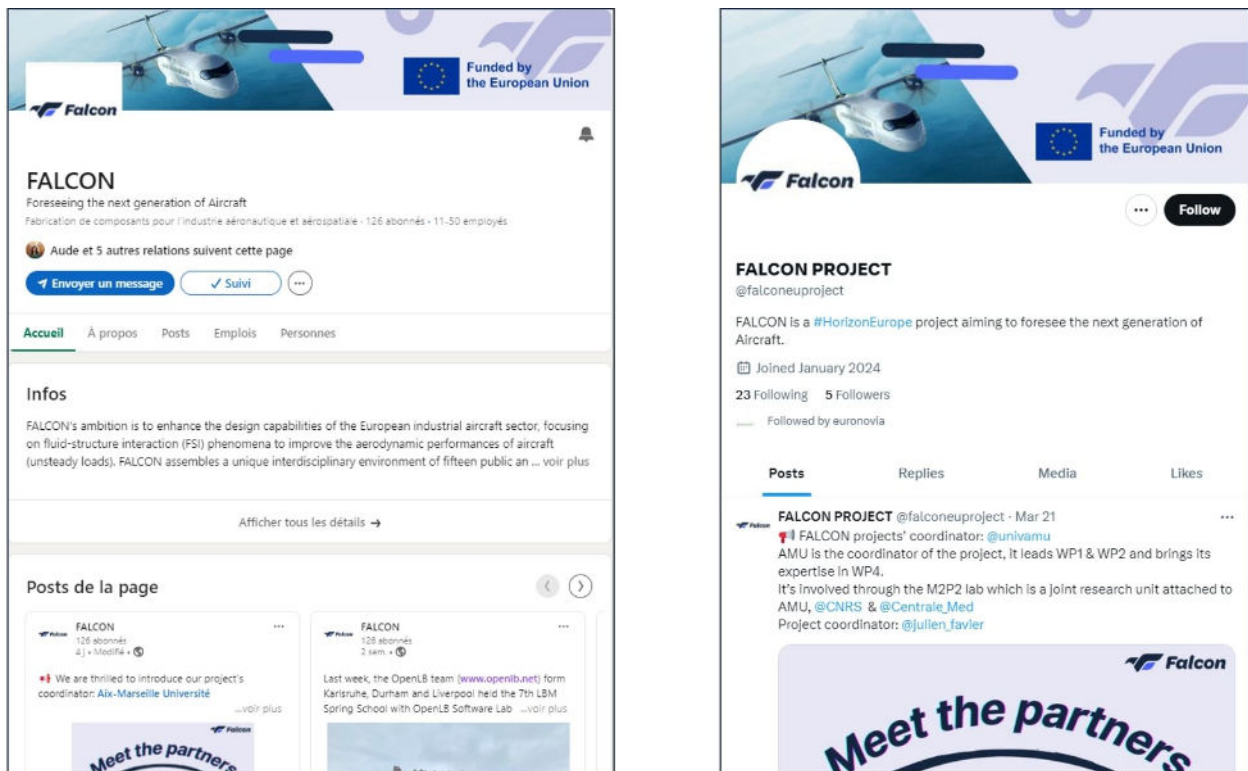 Funded by
the European Union
Falcon
FALCON
Foreseeing the next generation of Aircraft
Fabrication de composants pour l'industrie aéronautique et aérospatiale · 126 abonnés · 11-50 employés
Aude et 5 autres relations suivent cette page
Envoyer un message
Suivi
Accueil À propos Posts Emplois Personnes
Infos
FALCON's ambition is to enhance the design capabilities of the European industrial aircraft sector, focusing
on fluid-structure interaction (FSI) phenomena to improve the aerodynamic performances of aircraft
(unsteady loads). FALCON assembles a unique interdisciplinary environment of fifteen public an ... voir plus
Afficher tous les détails →
Posts de la page
Falcon
FALCON
126 abonnés
4 j • Modifié •
We are thrilled to introduce our project's
coordinator: Aix-Marseille Université
...voir plus
Falcon
Meet the partners
Falcon
FALCON
126 abonnés
2 sem. •
Last week, the OpenLB team (www.openlb.net) form
Karlsruhe, Durham and Liverpool held the 7th LBM
Spring School with OpenLB Software Lab ...voir plus
Funded by
the European Union
Falcon
Follow
FALCON PROJECT
@falconeuproject
FALCON is a #HorizonEurope project aiming to foresee the next generation of
Aircraft.
Joined January 2024
23 Following 5 Followers
Followed by euronovia
Posts Replies Media Likes
Falcon
FALCON PROJECT @falconeuproject · Mar 21
FALCON projects' coordinator: @univamu
AMU is the coordinator of the project, it leads WP1 & WP2 and brings its
expertise in WP4.
It's involved through the M2P2 lab which is a joint research unit attached to
AMU, @CNRS & @Centrale_Med
Project coordinator: @julien_favier
Falcon
Meet the partners